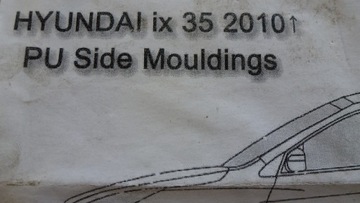 HYUNDAI ix 35 2010↑
PU Side Mouldings